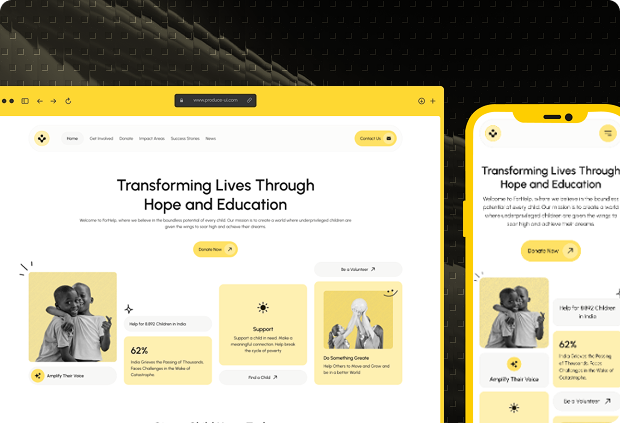 www.produce-ui.com
Home Get Involved Donate Impact Areas Success Stories News
Contact Us
Transforming Lives Through
Hope and Education
Welcome to ForHelp, where we believe in the boundless potential of every child. Our mission is to create a world where underprivileged children are
given the wings to soar high and achieve their dreams.
Donate Now
Be a Volunteer
Help for 8,892 Children in India
62%
India Grieves the Passing of Thousands,
Faces Challenges in the Wake of
Catastrophe.
Amplify Their Voice
Support
Support a child in need. Make a
meaningful connection. Help break
the cycle of poverty
Find a Child
Do Something Greate
Help Others to Move and Grow and
be in a better World
Transforming Lives Through
Hope and Education
Welcome to ForHelp, where we believe in the boundless
potential of every child. Our mission is to create a world
where underprivileged children are given the wings to
soar high and achieve their dreams.
Donate Now
Help for 8,892 Children
in India
62%
India Grieves the Passing
of Thousands, Faces
Challenges in the Wake of
Catastrophe.
Amplify Their Voice
Be a Volunteer